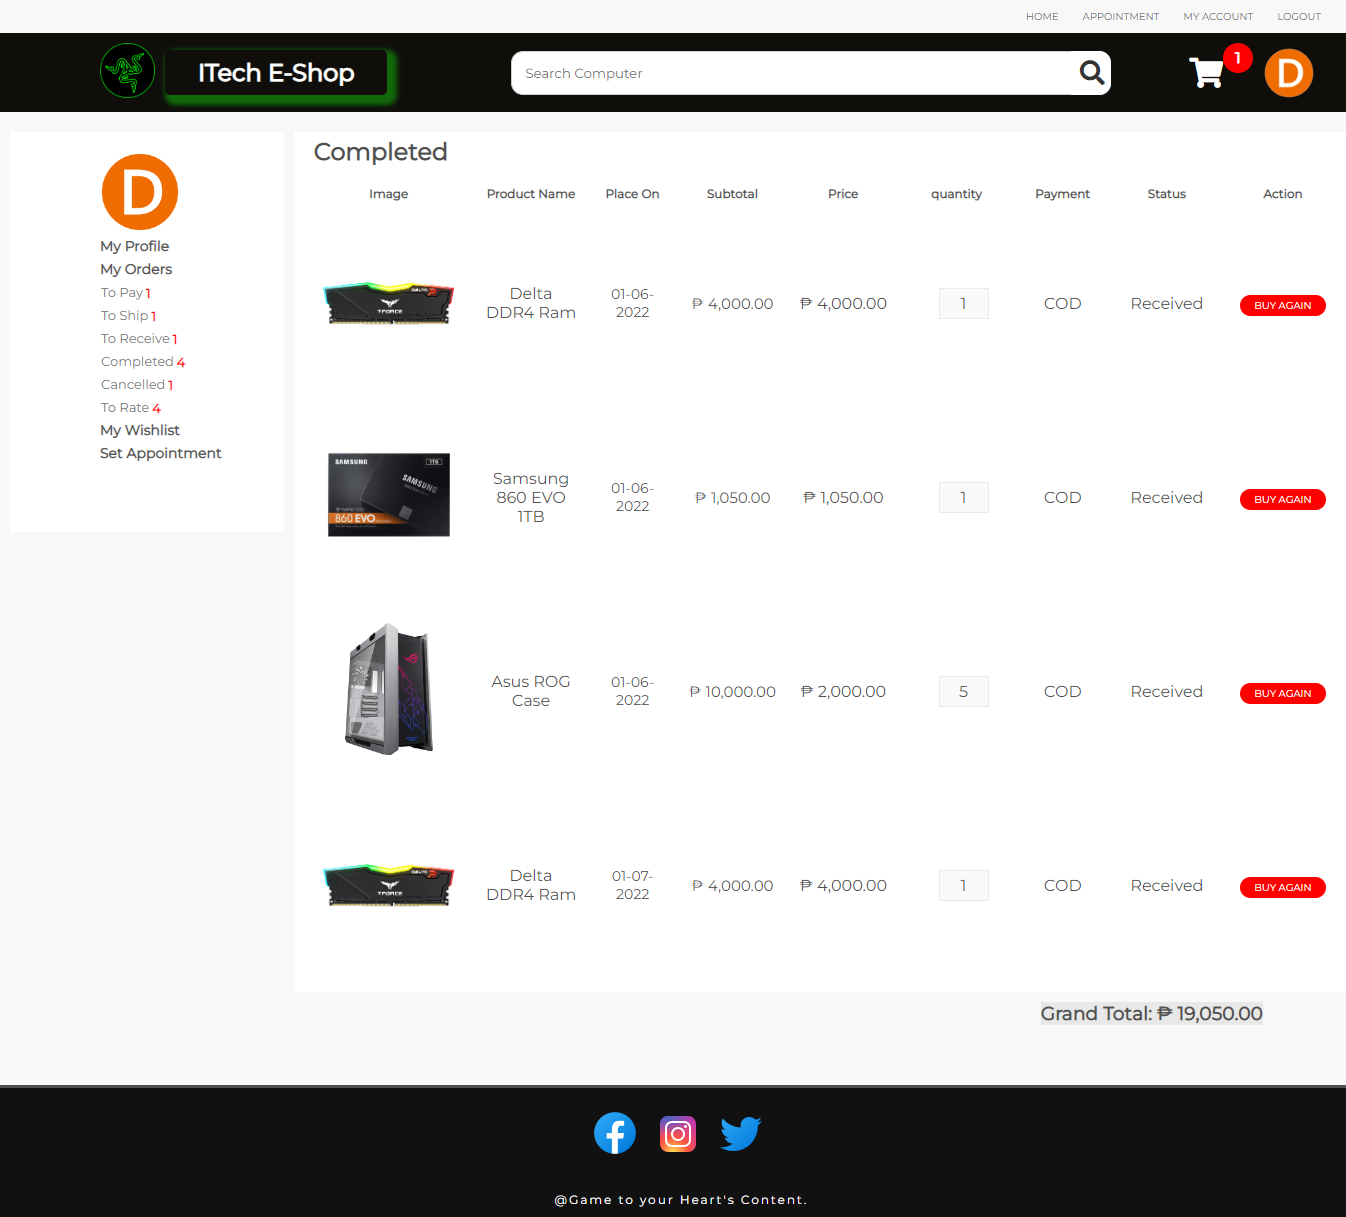 HOME APPOINTMENT MY ACCOUNT LOGOUT
ITech E-Shop
Search Computer
1
D
D
My Profile
My Orders
To Pay 1
To Ship 1
To Receive 1
Completed 4
Cancelled 1
To Rate 4
My Wishlist
Set Appointment
Completed
Image Product Name Place On Subtotal Price quantity Payment Status Action
DELTA R
T-FORCE
Delta
DDR4 Ram
01-06-
2022
₱ 4,000.00
₱ 4,000.00
1
COD
Received
BUY AGAIN
SAMSUNG
1TB
SAMSUNG
V-NAND SSD
860 EVO
Samsung
860 EVO
1TB
01-06-
2022
₱ 1,050.00
₱ 1,050.00
1
COD
Received
BUY AGAIN
Asus ROG
Case
01-06-
2022
₱ 10,000.00
₱ 2,000.00
5
COD
Received
BUY AGAIN
DELTA R
T-FORCE
Delta
DDR4 Ram
01-07-
2022
₱ 4,000.00
₱ 4,000.00
1
COD
Received
BUY AGAIN
Grand Total: ₱ 19,050.00
@Game to your Heart's Content.